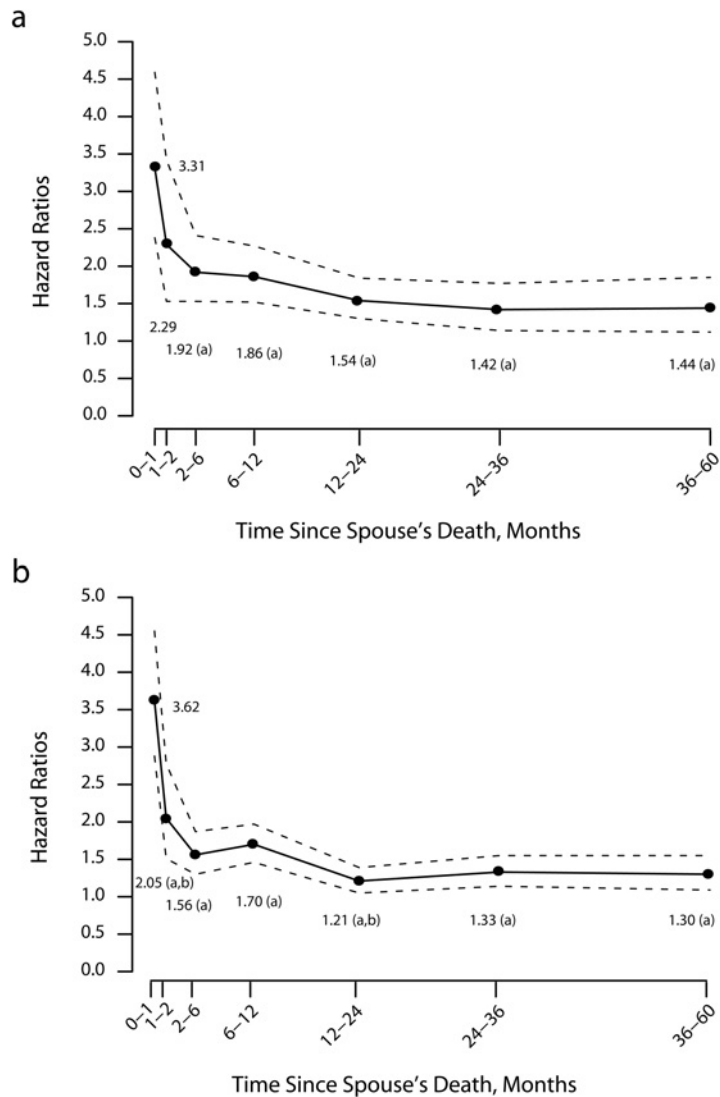 a
5.0
4.5
4.0
3.5
3.0
2.5
2.0
1.5
1.0
0.5
0.0
Hazard Ratios
3.31
2.29
1.92 (a)
1.86 (a)
1.54 (a)
1.42 (a)
1.44 (a)
0–1
1–2
2–6
6–12
12–24
24–36
36–60
Time Since Spouse's Death, Months
b
5.0
4.5
4.0
3.5
3.0
2.5
2.0
1.5
1.0
0.5
0.0
Hazard Ratios
3.62
2.05 (a,b)
1.56 (a)
1.70 (a)
1.21 (a,b)
1.33 (a)
1.30 (a)
0–1
1–2
2–6
6–12
12–24
24–36
36–60
Time Since Spouse's Death, Months